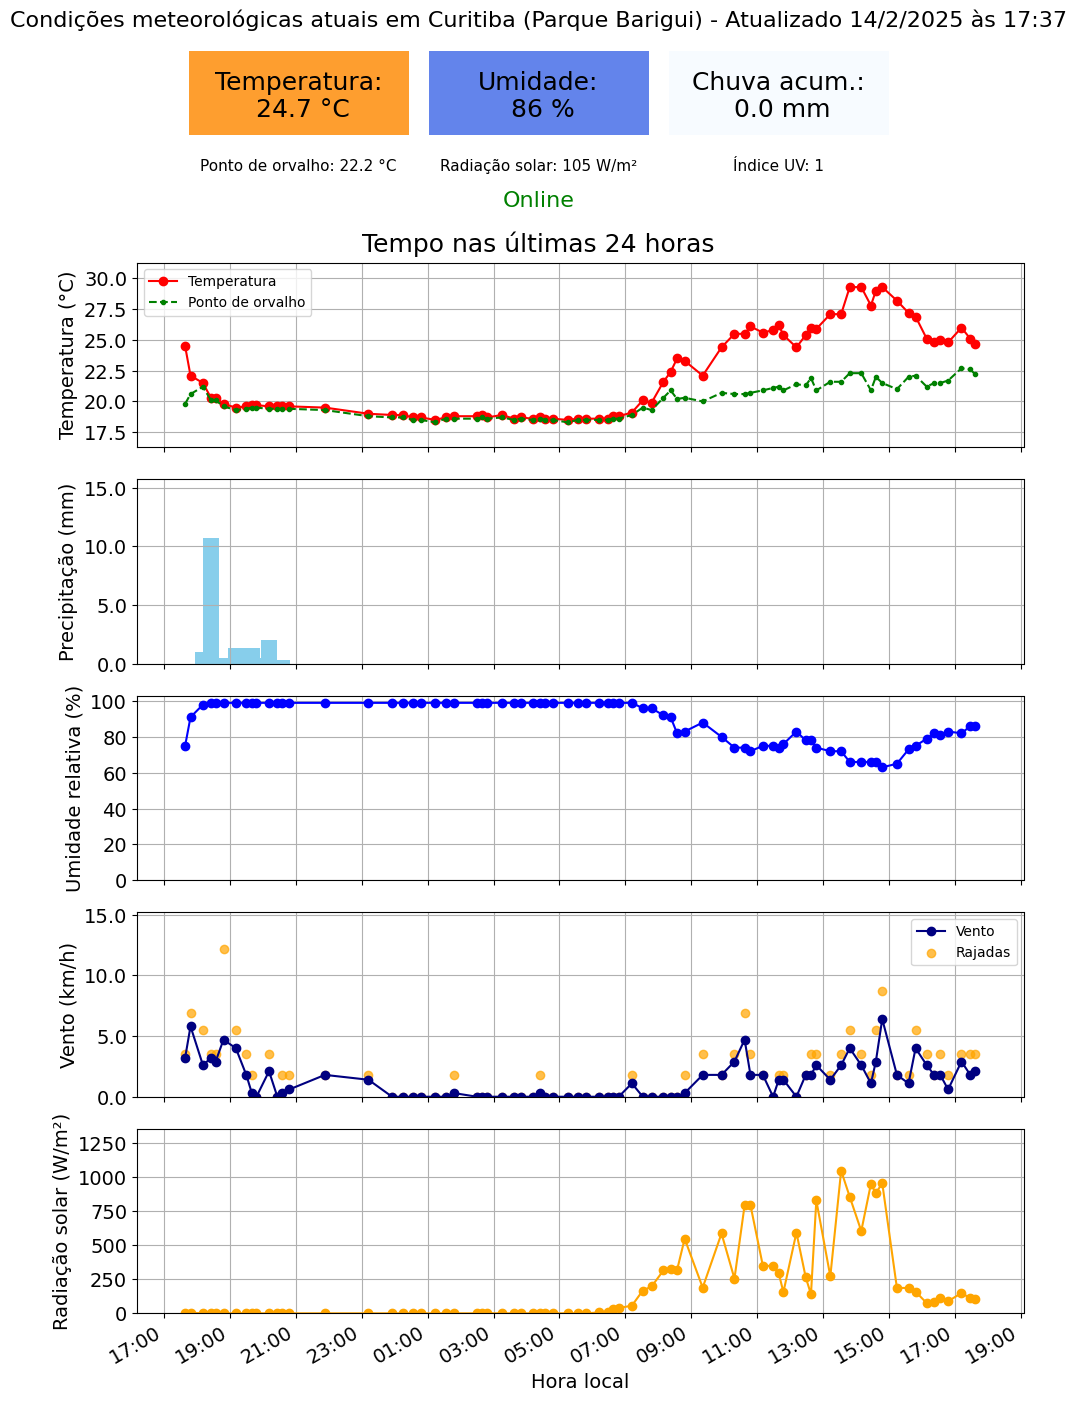 Condições meteorológicas atuais em Curitiba (Parque Barigui) - Atualizado 14/2/2025 às 17:37
Temperatura:
24.7 °C
Umidade:
86 %
Chuva acum.:
0.0 mm
Ponto de orvalho: 22.2 °C
Radiação solar: 105 W/m²
Índice UV: 1
Online
Tempo nas últimas 24 horas
Temperatura (°C)
30.0
27.5
25.0
22.5
20.0
17.5
Temperatura
Ponto de orvalho
Precipitação (mm)
15.0
10.0
5.0
0.0
Umidade relativa (%)
100
80
60
40
20
0
Vento (km/h)
15.0
10.0
5.0
0.0
Vento
Rajadas
Radiação solar (W/m²)
1250
1000
750
500
250
0
17:00
19:00
21:00
23:00
01:00
03:00
05:00
07:00
09:00
11:00
13:00
15:00
17:00
19:00
Hora local